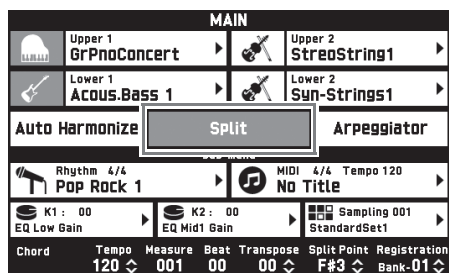 MAIN
Upper 1
GrPnoConcert
Upper 2
StreoString1
Lower 1
Acous.Bass 1
Lower 2
Syn-Strings1
Auto Harmonize Split Arpeggiator
Rhythm 4/4
Pop Rock 1
MIDI 4/4 Tempo 120
No Title
K1: 00
EQ Low Gain
K2: 00
EQ Mid1 Gain
Sampling 001
StandardSet1
Chord Tempo Measure Beat Transpose Split Point Registration
120 001 00 00 F#3 Bank-01